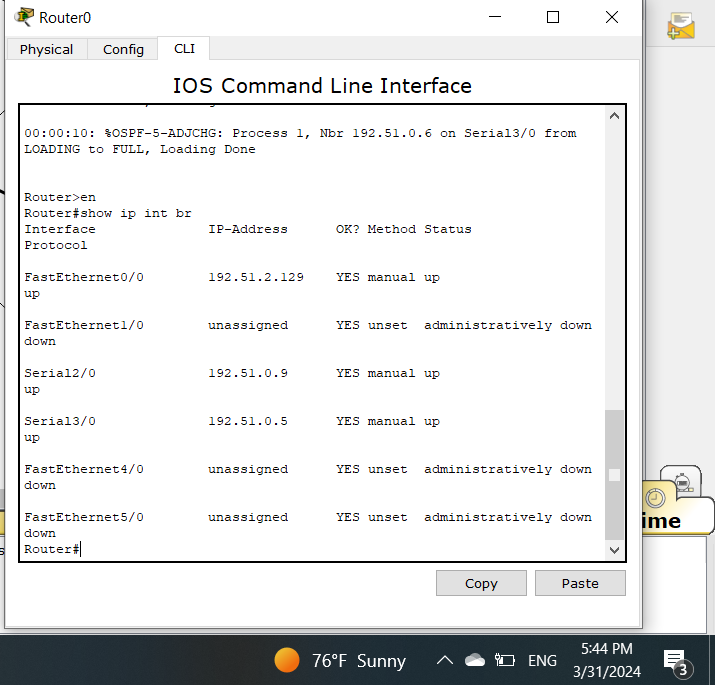 Router0
Physical Config CLI
IOS Command Line Interface
00:00:10: %OSPF-5-ADJCHG: Process 1, Nbr 192.51.0.6 on Serial3/0 from
LOADING to FULL, Loading Done
Router>en
Router#show ip int br
Interface IP-Address OK? Method Status
Protocol
FastEthernet0/0 192.51.2.129 YES manual up
up
FastEthernet1/0 unassigned YES unset administratively down
down
Serial2/0 192.51.0.9 YES manual up
up
Serial3/0 192.51.0.5 YES manual up
up
FastEthernet4/0 unassigned YES unset administratively down
down
FastEthernet5/0 unassigned YES unset administratively down
down
Router#
ime
Copy Paste
76°F Sunny ENG 5:44 PM
3/31/2024 3